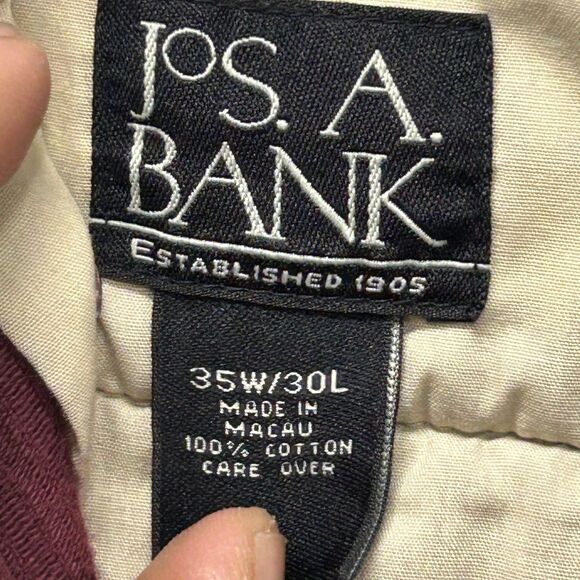 JOS. A.
BANK
ESTABLISHED 1905
35W/30L
MADE IN
MACAU
100% COTTON
CARE OVER